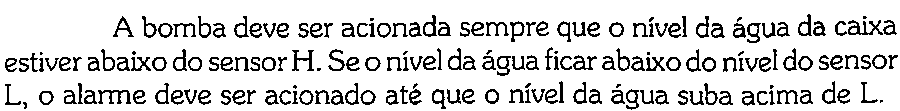 A bomba deve ser acionada sempre que o nível da água da caixa
estiver abaixo do sensor H. Se o nível da água ficar abaixo do nível do sensor
L, o alarme deve ser acionado até que o nível da água suba acima de L.